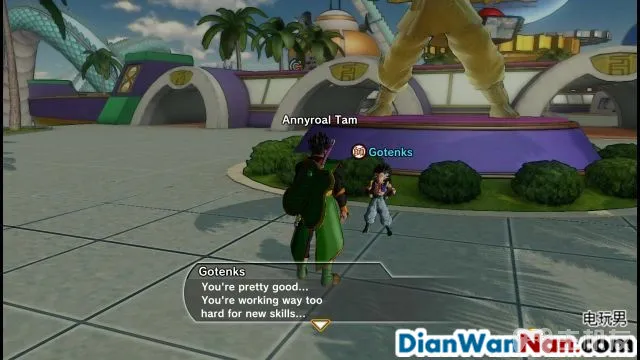 Annyroal Tam
Gotenks
Gotenks
You're pretty good...
You're working way too
hard for new skills...
电玩男
DianWanNan.com